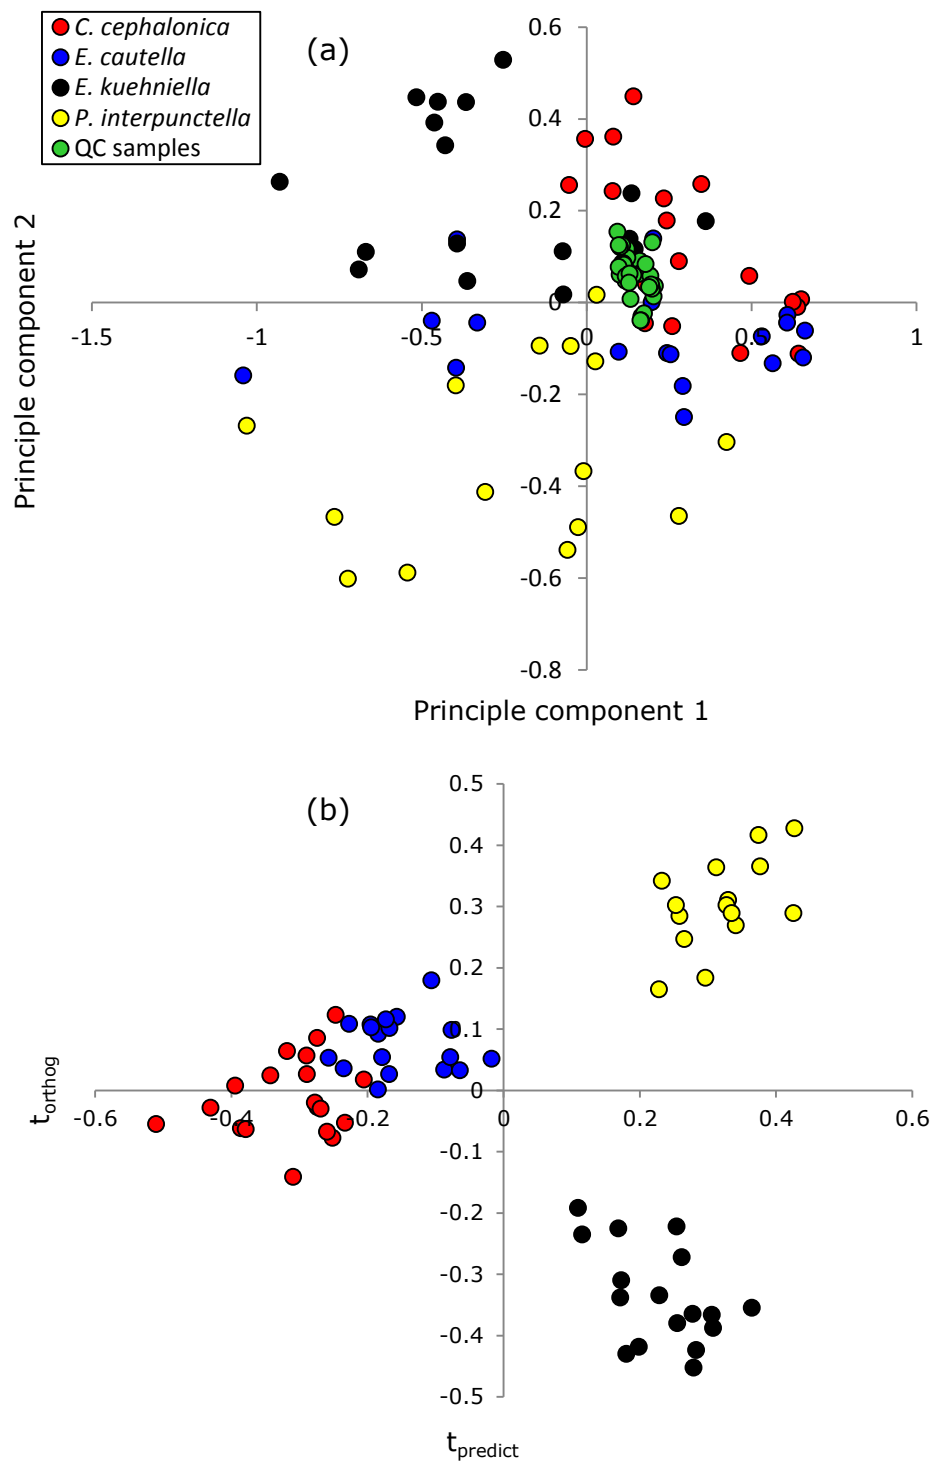 C. cephalonica
E. cautella
E. kuehniella
P. interpunctella
QC samples
(a)
0.6
0.4
0.2
0
-0.2
-0.4
-0.6
-0.8
-1.5
-1
-0.5
0
0.5
1
Principle component 2
Principle component 1
(b)
0.5
0.4
0.3
0.2
0.1
0
-0.1
-0.2
-0.3
-0.4
-0.5
-0.6
-0.4
-0.2
0
0.2
0.4
0.6
torthog
tpredict